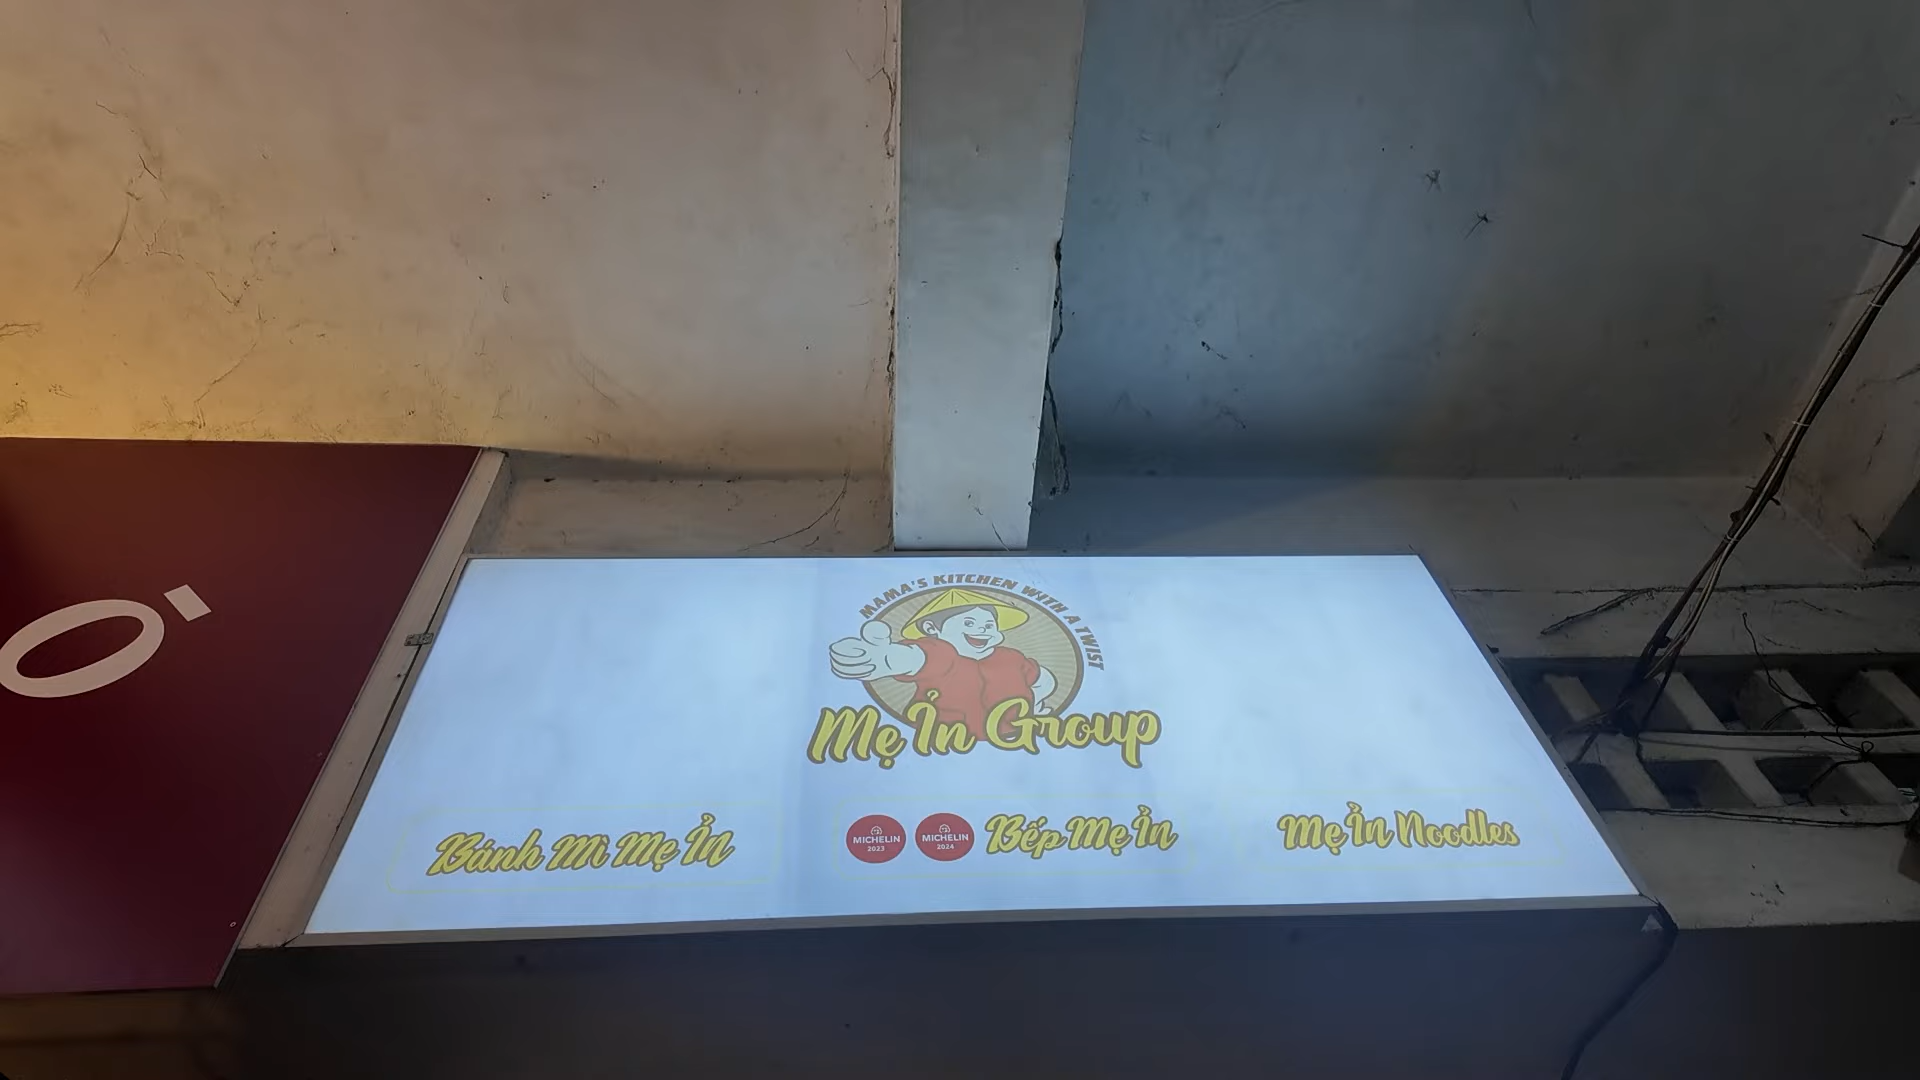 Ơ
MAMA'S KITCHEN WITH A TWIST
Mẹ Ỉn Group
Bánh Mì Mẹ Ỉn
MICHELIN 2023
MICHELIN 2024
Bếp Mẹ Ỉn
Mẹ Ỉn Noodles